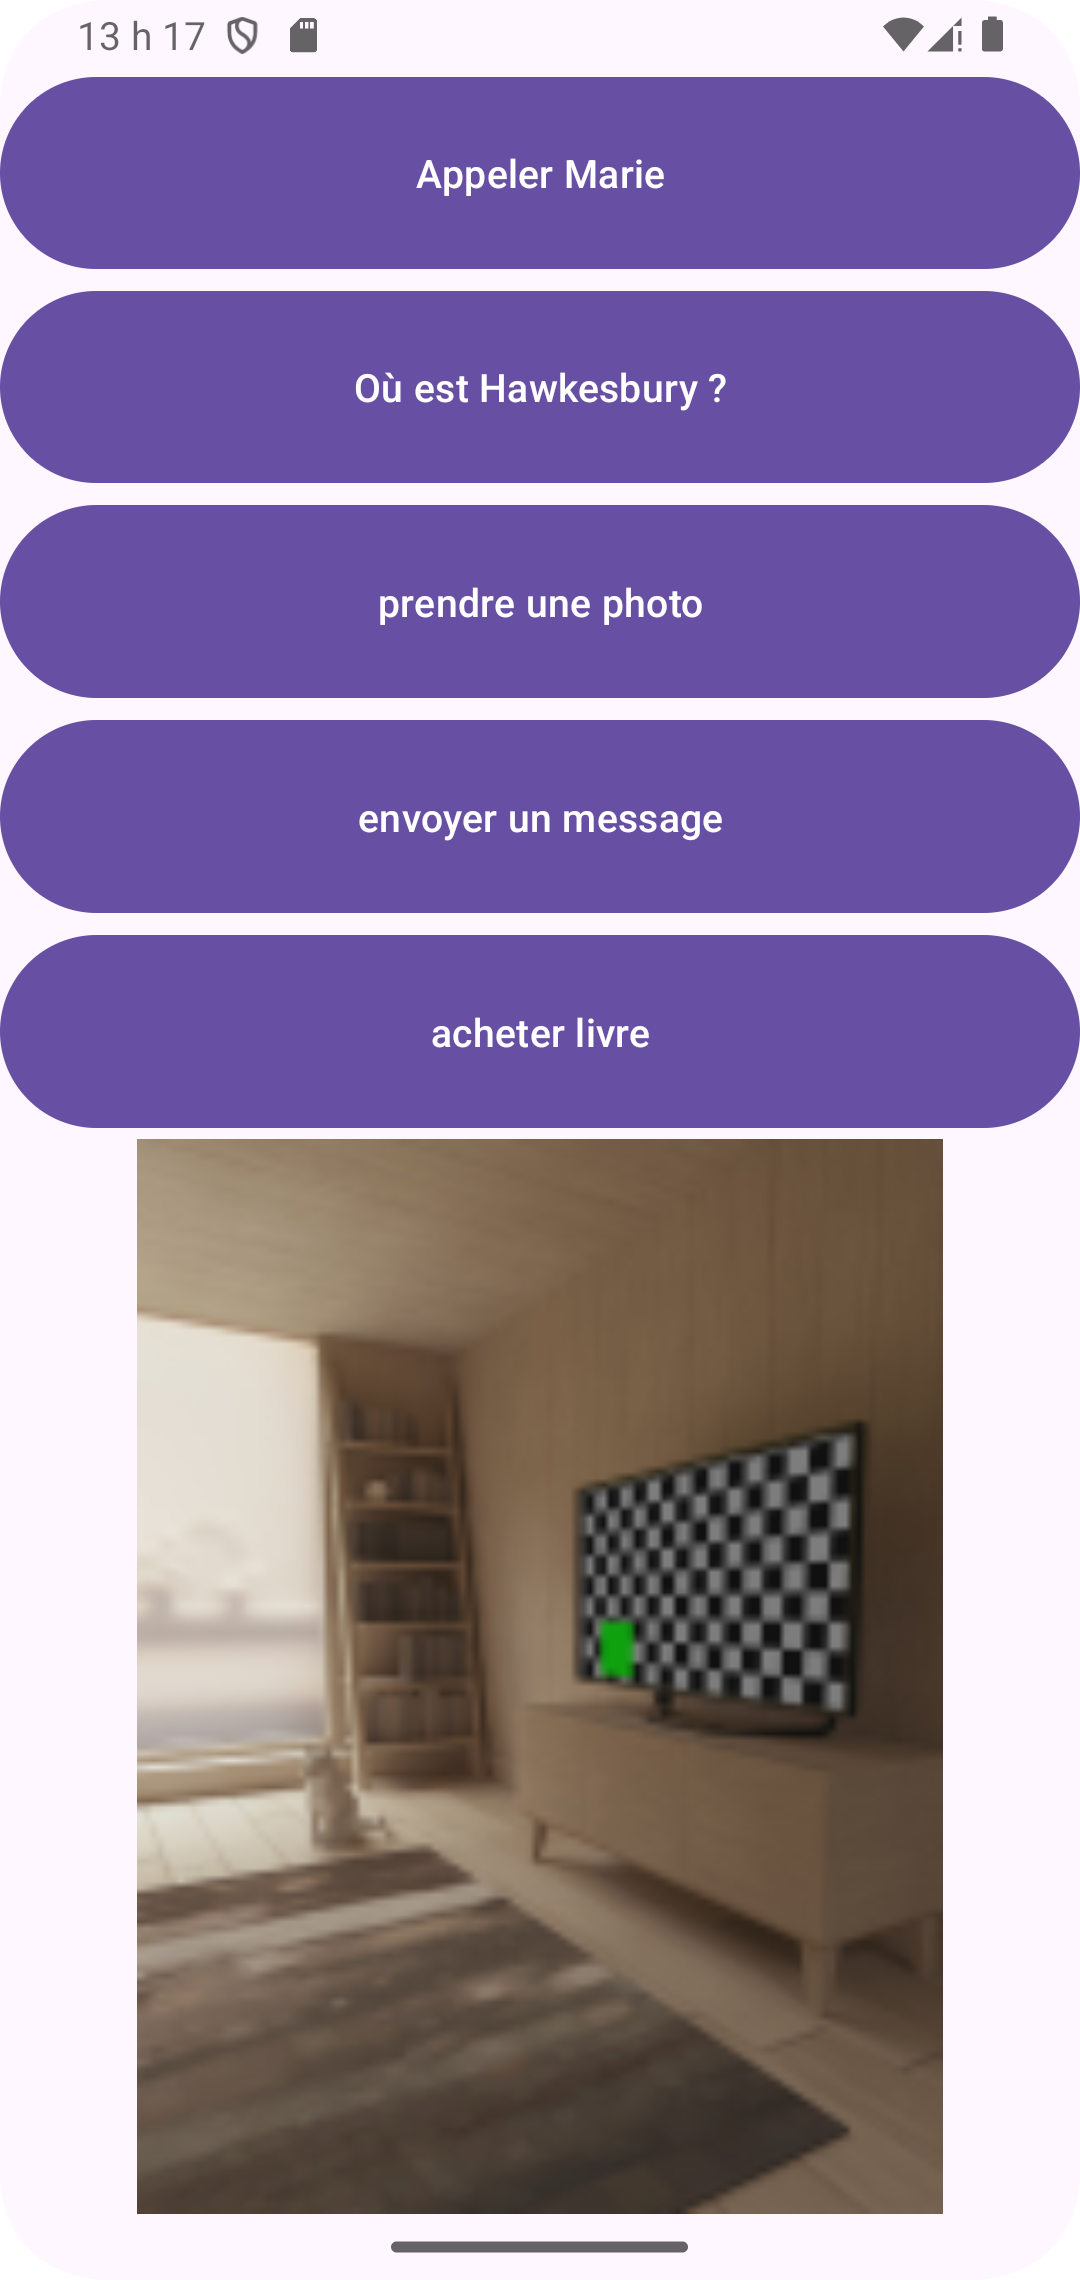 13 h 17
Appeler Marie
Où est Hawkesbury ?
prendre une photo
envoyer un message
acheter livre